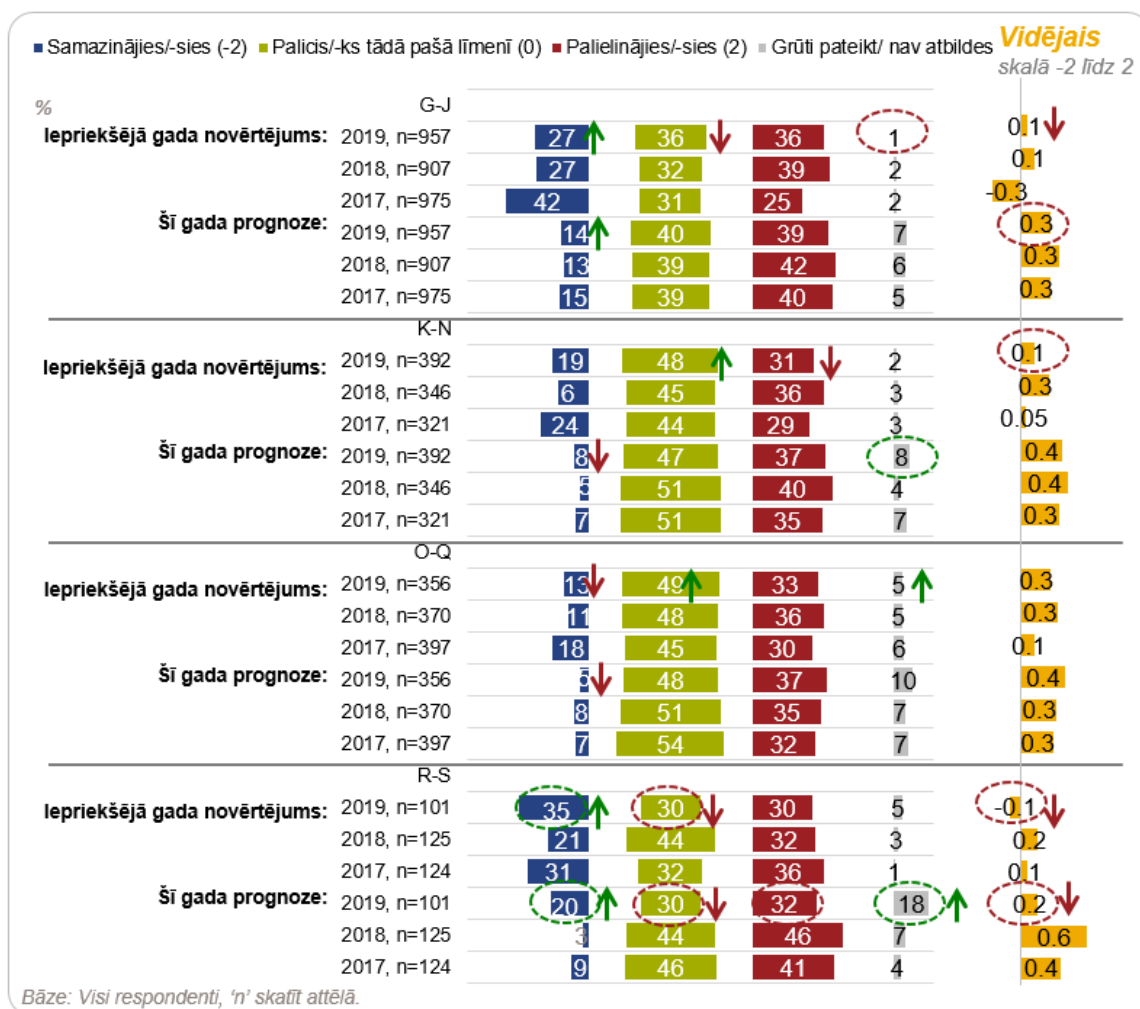 Samazinājies/-sies (-2) Palicis/-ks tādā pašā līmenī (0) Palielinājies/-sies (2) Grūti pateikt/ nav atbildes
Vidējais
skalā -2 līdz 2
%
G-J
Iepriekšējā gada novērtējums: 2019, n=957 27 36 36 1 0.1
2018, n=907 27 32 39 2 0.1
2017, n=975 42 31 25 2 -0.3
Šī gada prognoze: 2019, n=957 14 40 39 7 0.3
2018, n=907 13 39 42 6 0.3
2017, n=975 15 39 40 5 0.3
K-N
Iepriekšējā gada novērtējums: 2019, n=392 19 48 31 2 0.1
2018, n=346 6 45 36 3 0.3
2017, n=321 24 44 29 3 0.05
Šī gada prognoze: 2019, n=392 8 47 37 8 0.4
2018, n=346 5 51 40 4 0.4
2017, n=321 7 51 35 7 0.3
O-Q
Iepriekšējā gada novērtējums: 2019, n=356 13 49 33 5 0.3
2018, n=370 11 48 36 5 0.3
2017, n=397 18 45 30 6 0.1
Šī gada prognoze: 2019, n=356 5 48 37 10 0.4
2018, n=370 8 51 35 7 0.3
2017, n=397 7 54 32 7 0.3
R-S
Iepriekšējā gada novērtējums: 2019, n=101 35 30 30 5 -0.1
2018, n=125 21 44 32 3 0.2
2017, n=124 31 32 36 1 0.1
Šī gada prognoze: 2019, n=101 20 30 32 18 0.2
2018, n=125 3 44 46 7 0.6
2017, n=124 9 46 41 4 0.4
Bāze: Visi respondenti, ‘n’ skatīt attēlā.